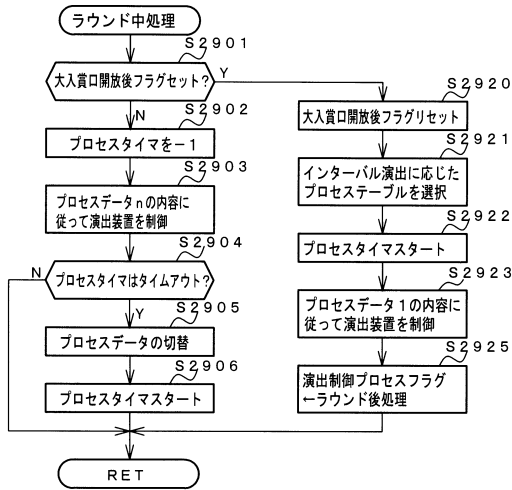 ラウンド中処理
S2901
大入賞口開放後フラグセット?
Y
N
S2902
プロセスタイマを−1
S2903
プロセスデータnの内容に
従って演出装置を制御
S2904
プロセスタイマはタイムアウト?
N
Y
S2905
プロセスデータの切替
S2906
プロセスタイマスタート
S2920
大入賞口開放後フラグリセット
S2921
インターバル演出に応じた
プロセステーブルを選択
S2922
プロセスタイマスタート
S2923
プロセスデータ1の内容に
従って演出装置を制御
S2925
演出制御プロセスフラグ
←ラウンド後処理
RET